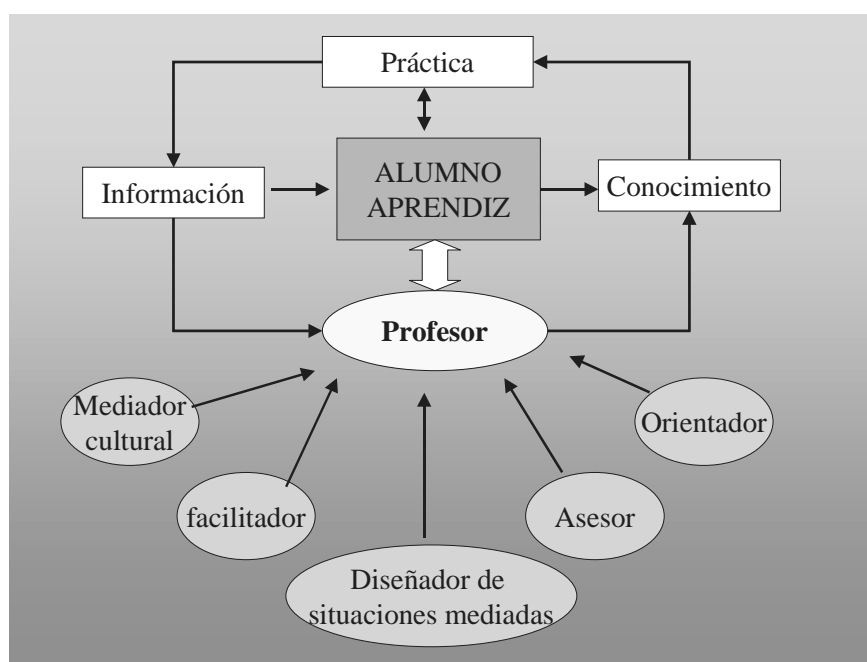 Práctica
Información
ALUMNO
APRENDIZ
Conocimiento
Profesor
Mediador
cultural
Orientador
facilitador
Asesor
Diseñador de
situaciones mediadas